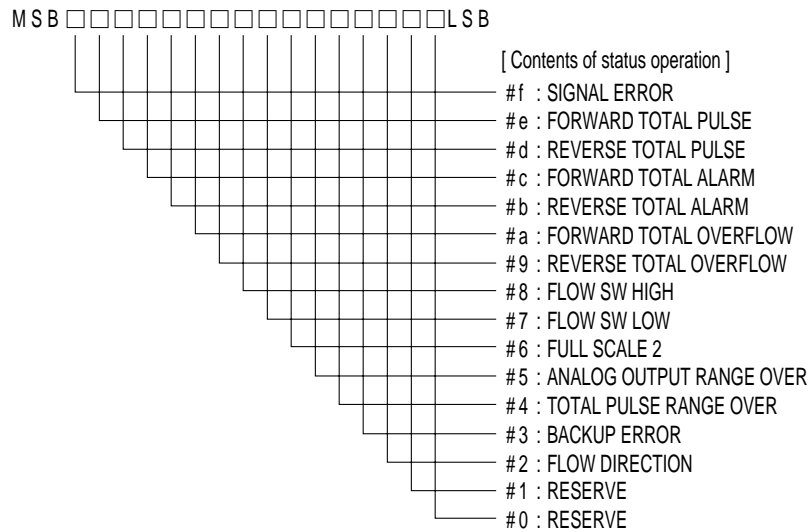 MSB□□□□□□□□□□□□□□□□LSB
[ Contents of status operation ]
#f : SIGNAL ERROR
#e : FORWARD TOTAL PULSE
#d : REVERSE TOTAL PULSE
#c : FORWARD TOTAL ALARM
#b : REVERSE TOTAL ALARM
#a : FORWARD TOTAL OVERFLOW
#9 : REVERSE TOTAL OVERFLOW
#8 : FLOW SW HIGH
#7 : FLOW SW LOW
#6 : FULL SCALE 2
#5 : ANALOG OUTPUT RANGE OVER
#4 : TOTAL PULSE RANGE OVER
#3 : BACKUP ERROR
#2 : FLOW DIRECTION
#1 : RESERVE
#0 : RESERVE